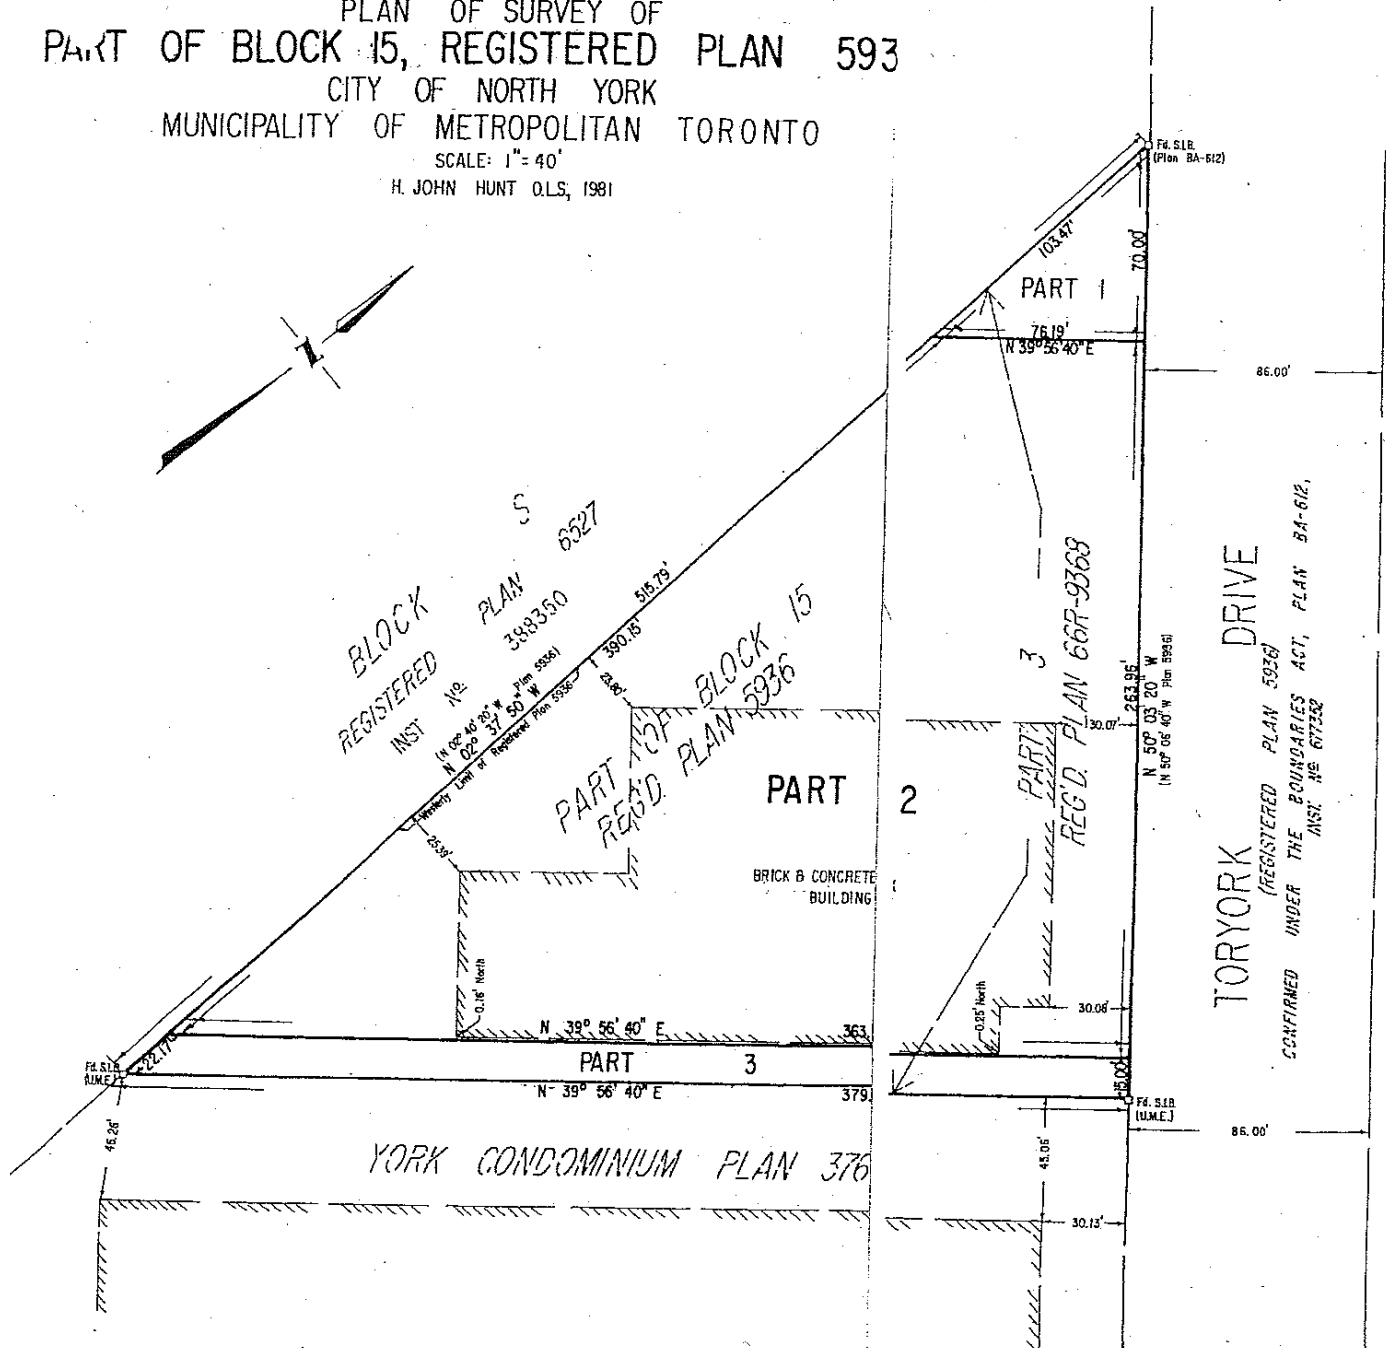 PLAN OF SURVEY OF
PART OF BLOCK 15, REGISTERED PLAN 593
CITY OF NORTH YORK
MUNICIPALITY OF METROPOLITAN TORONTO
SCALE: 1"= 40'
H. JOHN HUNT O.L.S., 1981
Fd. S.I.B.
(Plan BA-612)
103.47'
70.00'
PART 1
76.19'
N 39° 56' 40" E
86.00'
N
BLOCK S
REGISTERED PLAN 6527
INST Nº 388350
515.79'
390.15'
(N 02° 40' 20" W Plan 5936)
N 02° 37' 50" W
Westerly Limit of Registered Plan 5936
23.80'
25.39'
PART OF BLOCK 15
REG'D. PLAN 5936
PART 2
BRICK & CONCRETE
BUILDING
PART 3
REG'D. PLAN 66R-9368
30.07'
263.96'
N 50° 03' 20" W
(N 50° 06' 40" W Plan 5936)
TORYORK DRIVE
(REGISTERED PLAN 5936)
CONFIRMED UNDER THE BOUNDARIES ACT, PLAN BA-612,
INST. Nº 677352
0.16' North
0.25' North
30.08'
N 39° 56' 40" E 363.
22.17'
PART 3
15.00'
Fd. S.I.B.
(U.M.E.)
N 39° 56' 40" E 379.
Fd. S.I.B.
(U.M.E.)
86.00'
46.26'
45.06'
YORK CONDOMINIUM PLAN 376
30.13'